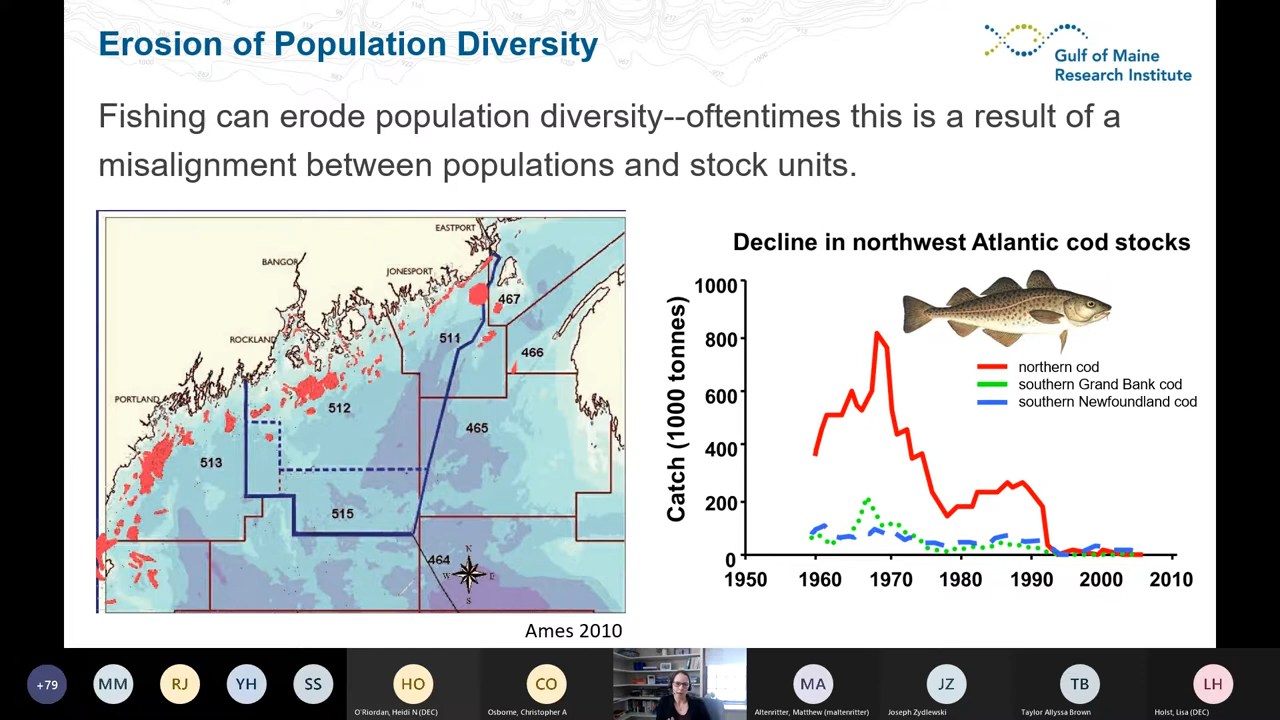 Erosion of Population Diversity
Gulf of Maine
Research Institute
Fishing can erode population diversity--oftentimes this is a result of a
misalignment between populations and stock units.
EASTPORT
BANGOR
JONESPORT
467
511
466
ROCKLAND
PORTLAND
512
465
513
515
464
N
W
S
Ames 2010
Decline in northwest Atlantic cod stocks
Catch (1000 tonnes)
1000
800
600
400
200
0
1950 1960 1970 1980 1990 2000 2010
northern cod
southern Grand Bank cod
southern Newfoundland cod
+79
MM
RJ
YH
SS
HO
O'Riordan, Heidi N (DEC)
CO
Osborne, Christopher A
MA
Altenritter, Matthew (maltenritter)
JZ
Joseph Zydlewski
TB
Taylor Allyssa Brown
LH
Holst, Lisa (DEC)